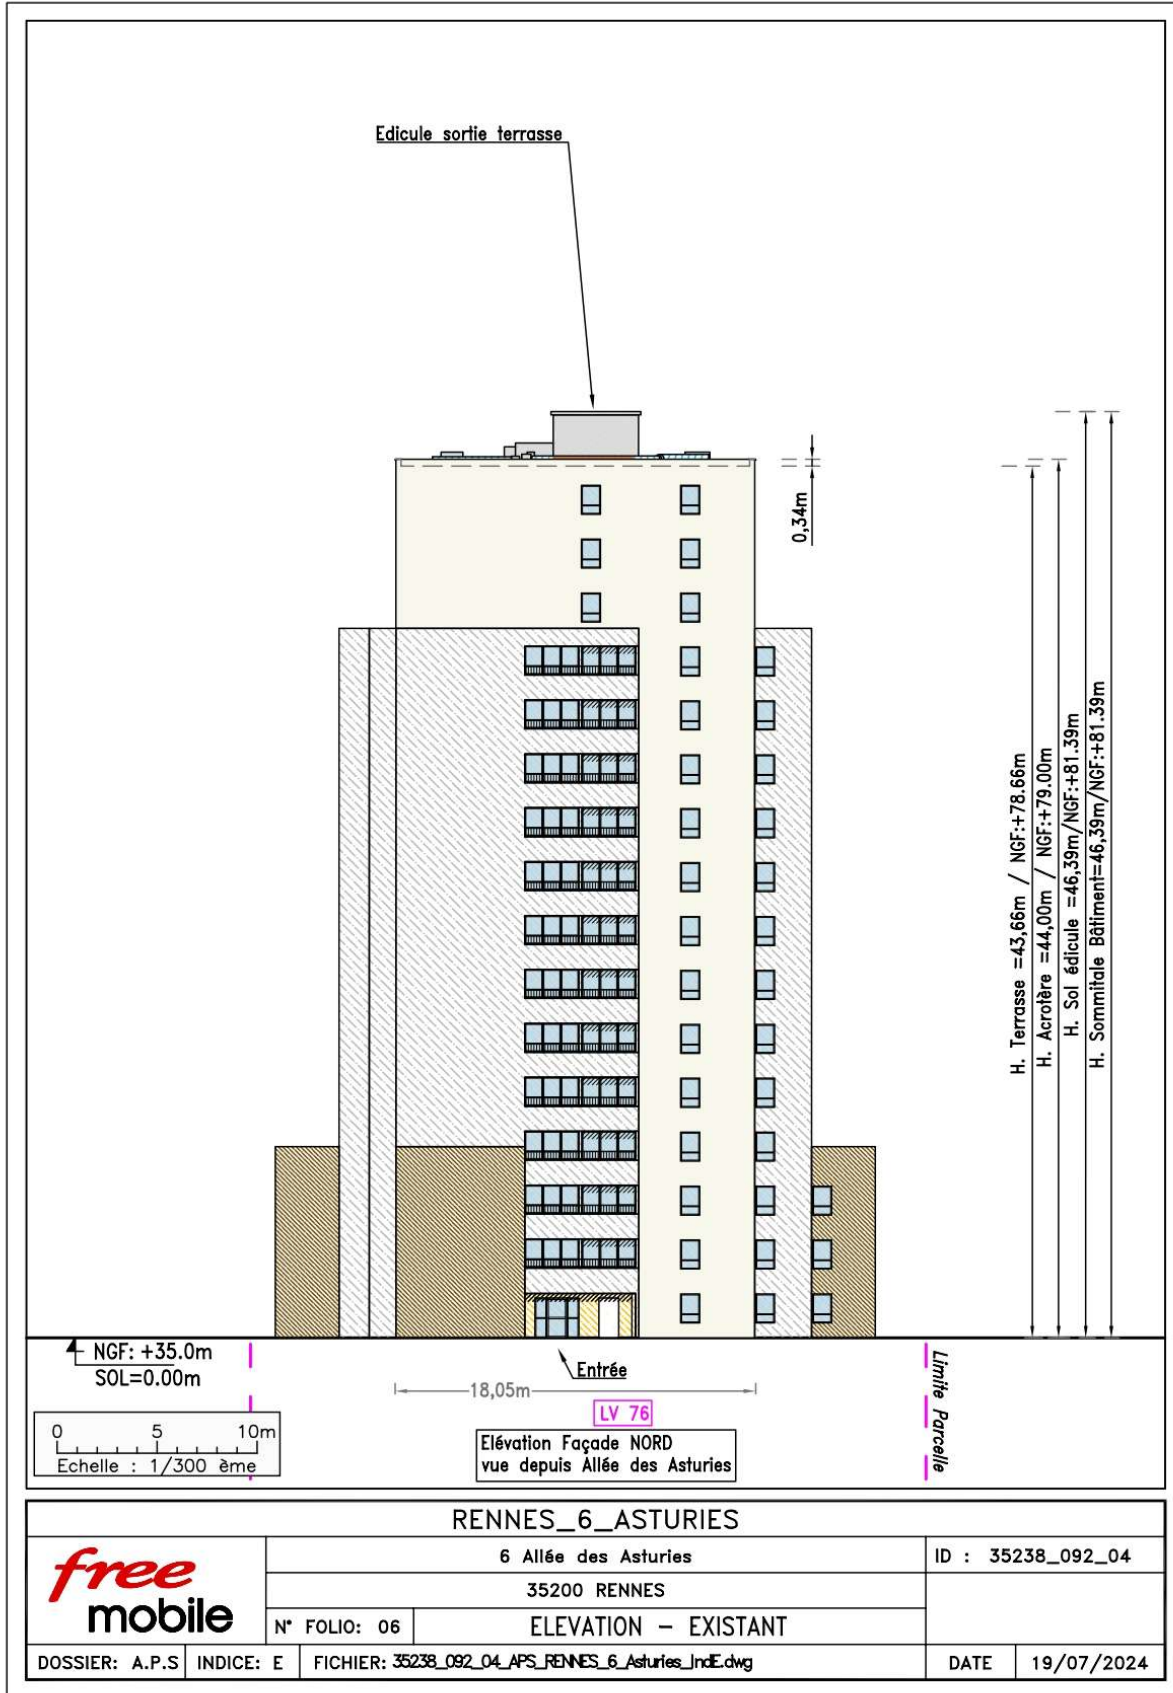 Edicule sortie terrasse
0,34m
H. Terrasse =43,66m / NGF:+78.66m
H. Acrotère =44,00m / NGF:+79.00m
H. Sol édicule =46,39m/NGF:+81.39m
H. Sommitale Bâtiment=46,39m/NGF:+81.39m
NGF: +35.0m
SOL=0.00m
Entrée
18,05m
Limite Parcelle
LV 76
0 5 10m
Echelle : 1/300 ème
Elévation Façade NORD
vue depuis Allée des Asturies
RENNES_6_ASTURIES
free
mobile
6 Allée des Asturies
ID : 35238_092_04
35200 RENNES
N° FOLIO: 06
ELEVATION - EXISTANT
DOSSIER: A.P.S
INDICE: E
FICHIER: 35238_092_04_APS_RENNES_6_Asturies_IndE.dwg
DATE
19/07/2024